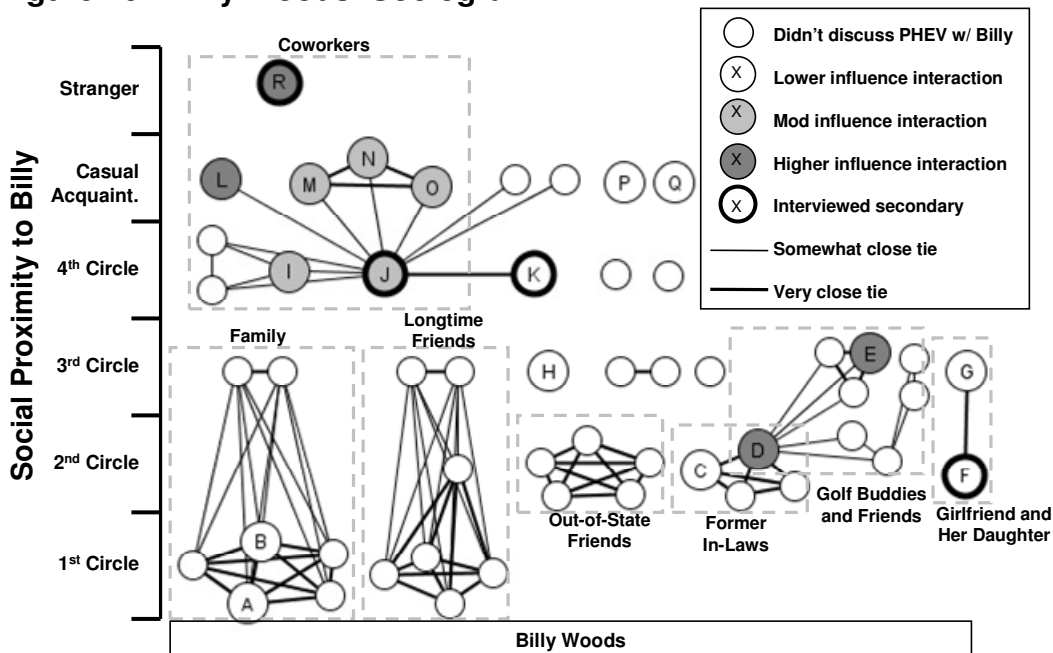 Coworkers
Didn't discuss PHEV w/ Billy
X
Lower influence interaction
X
Mod influence interaction
X
Higher influence interaction
X
Interviewed secondary
Somewhat close tie
Very close tie
Social Proximity to Billy
Stranger
R
Casual
Acquaint.
L
M
N
O
P
Q
4th Circle
I
J
K
Family
Longtime
Friends
3rd Circle
H
E
G
2nd Circle
C
D
F
Out-of-State
Friends
Former
In-Laws
Golf Buddies
and Friends
Girlfriend and
Her Daughter
1st Circle
B
A
Billy Woods